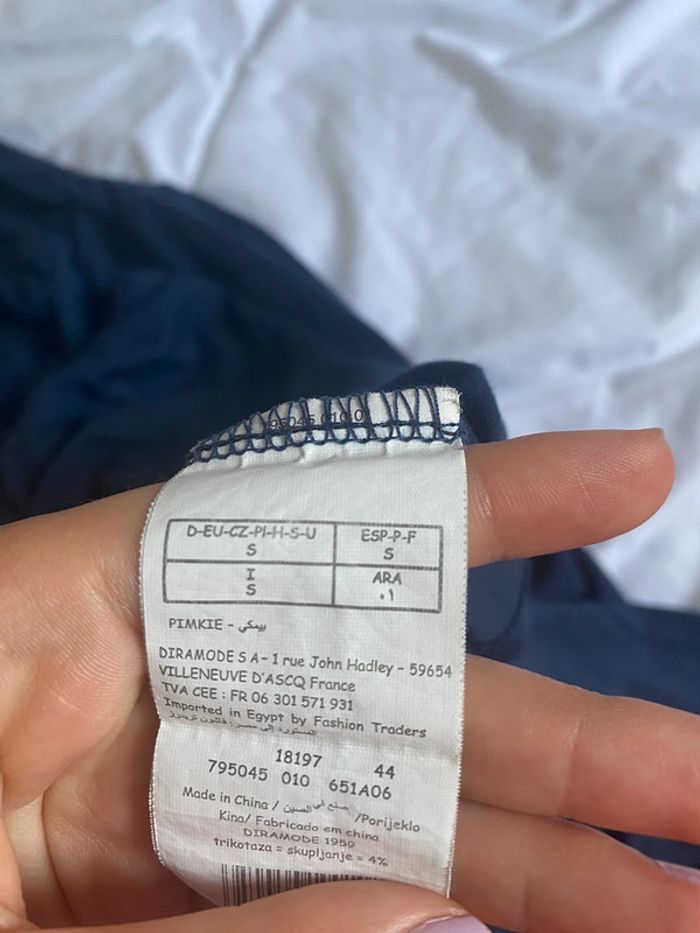 95045 010 0
D-EU-CZ-PI-H-S-U
S
ESP-P-F
S
I
S
ARA
٠١
PIMKIE - بيمكي
DIRAMODE S A - 1 rue John Hadley - 59654
VILLENEUVE D'ASCQ France
TVA CEE : FR 06 301 571 931
Imported in Egypt by Fashion Traders
18197 44
795045 010 651A06
Made in China / صنع في الصين /Porijeklo
Kina/ Fabricado em china
DIRAMODE 1959
trikotaza = skupljanje = 4%